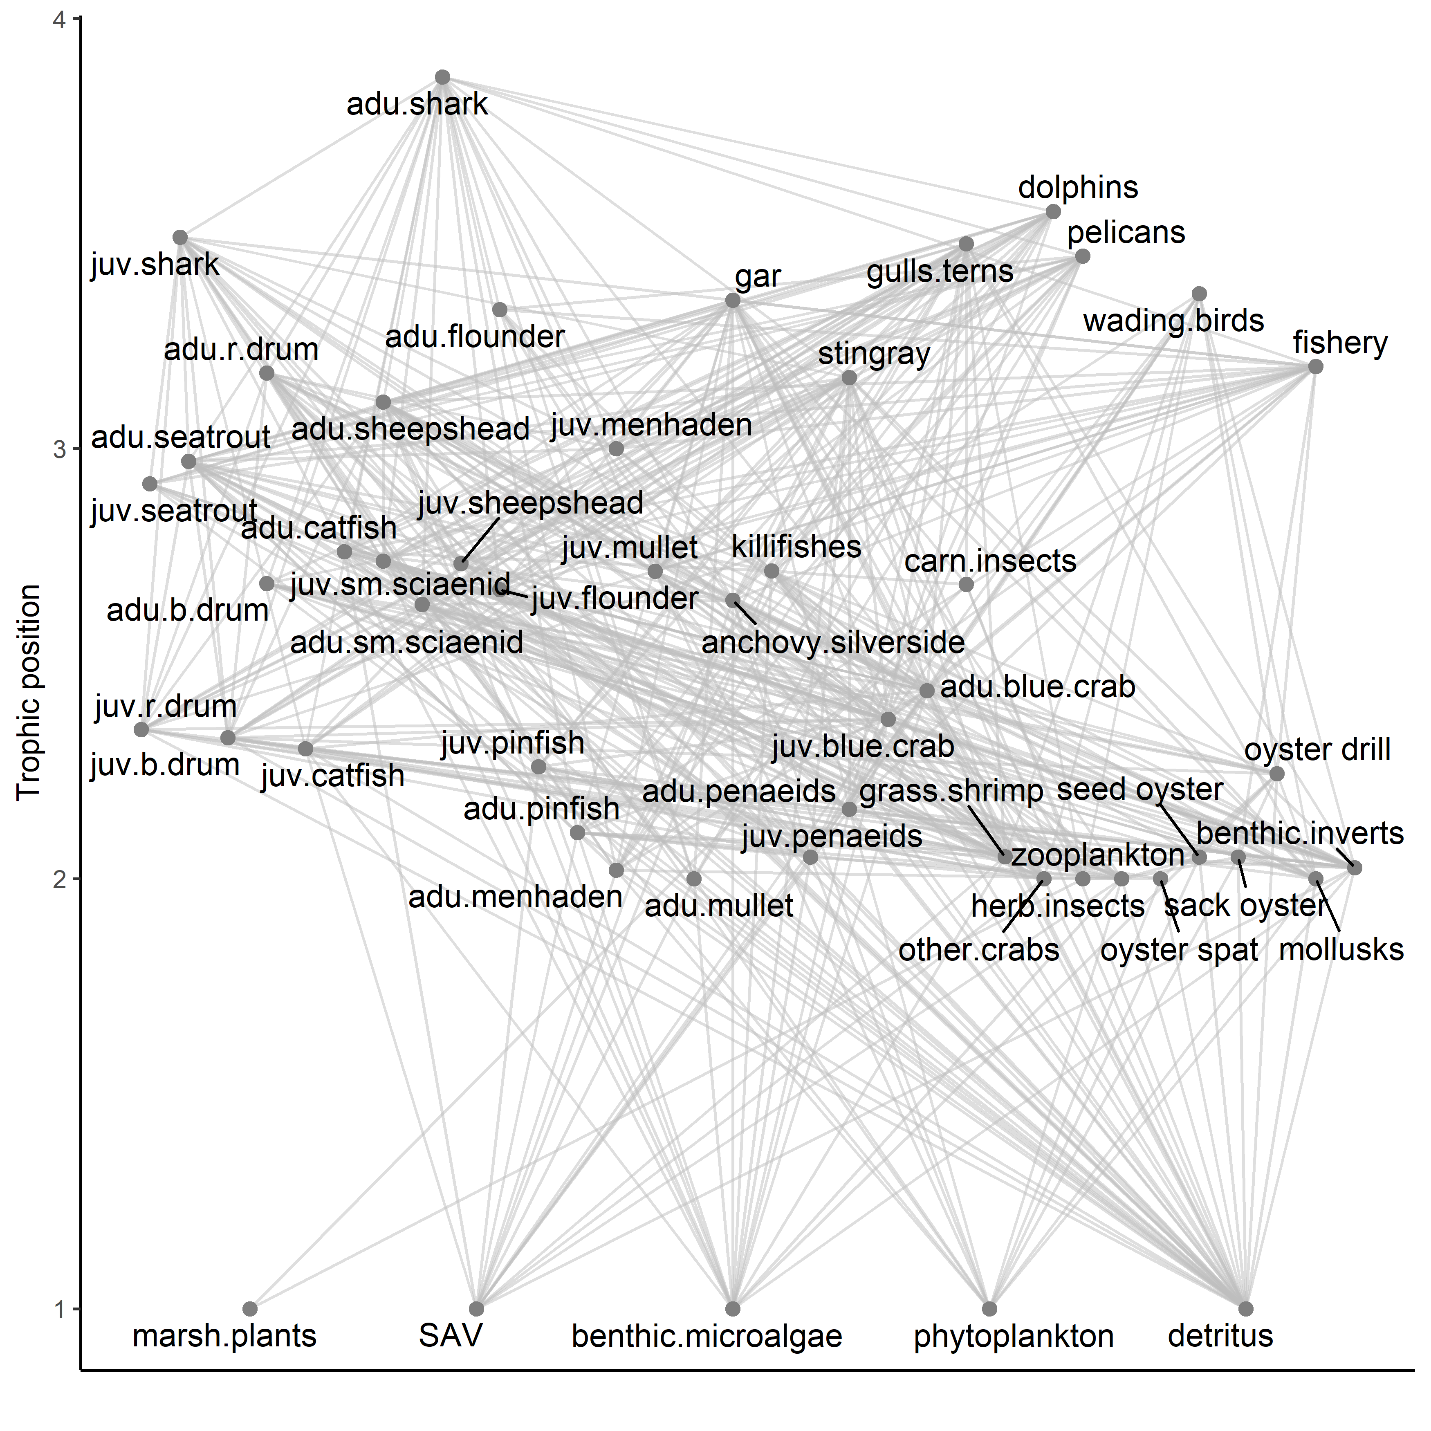 4
adu.shark
dolphins
pelicans
juv.shark
gulls.terns
gar
wading.birds
adu.flounder
fishery
adu.r.drum
stingray
adu.sheepshead
juv.menhaden
adu.seatrout
3
juv.sheepshead
juv.seatrout
adu.catfish
juv.mullet
killifishes
carn.insects
juv.sm.sciaenid
juv.flounder
adu.b.drum
adu.sm.sciaenid
anchovy.silverside
Trophic position
adu.blue.crab
juv.r.drum
juv.pinfish
juv.blue.crab
oyster drill
juv.b.drum
juv.catfish
adu.penaeids
grass.shrimp
seed oyster
adu.pinfish
juv.penaeids
benthic.inverts
zooplankton
2
adu.menhaden
adu.mullet
herb.insects
sack oyster
other.crabs
oyster spat
mollusks
1
marsh.plants
SAV
benthic.microalgae
phytoplankton
detritus